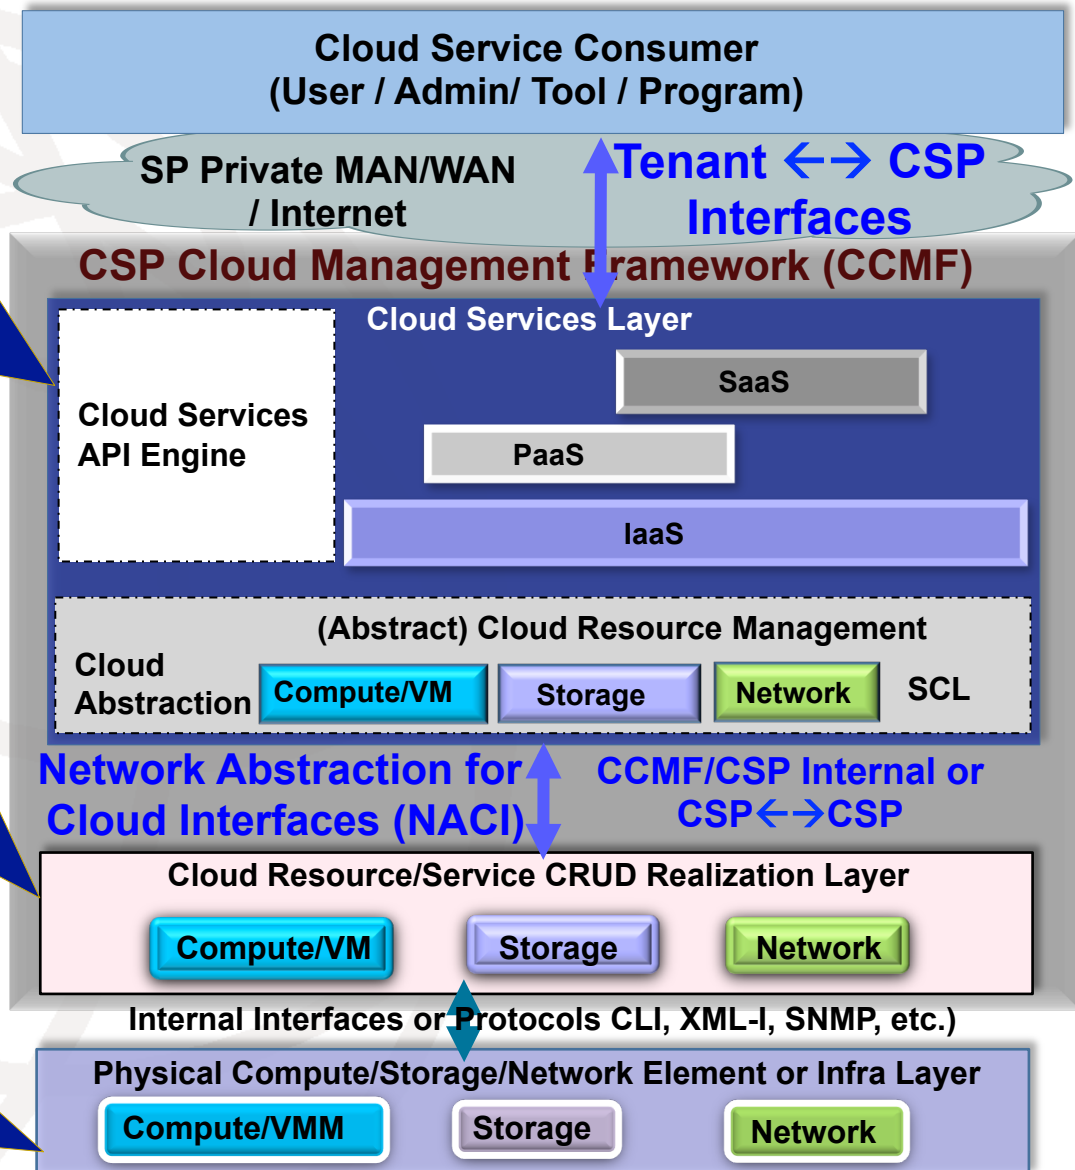 Cloud Service Consumer
(User / Admin/ Tool / Program)
SP Private MAN/WAN
/ Internet
Tenant ←→ CSP
Interfaces
CSP Cloud Management Framework (CCMF)
Cloud Services Layer
Cloud Services
API Engine
SaaS
PaaS
IaaS
(Abstract) Cloud Resource Management
Cloud
Abstraction
Compute/VM
Storage
Network
SCL
Network Abstraction for
Cloud Interfaces (NACI)
CCMF/CSP Internal or
CSP←→CSP
Cloud Resource/Service CRUD Realization Layer
Compute/VM
Storage
Network
Internal Interfaces or Protocols CLI, XML-I, SNMP, etc.)
Physical Compute/Storage/Network Element or Infra Layer
Compute/VMM
Storage
Network